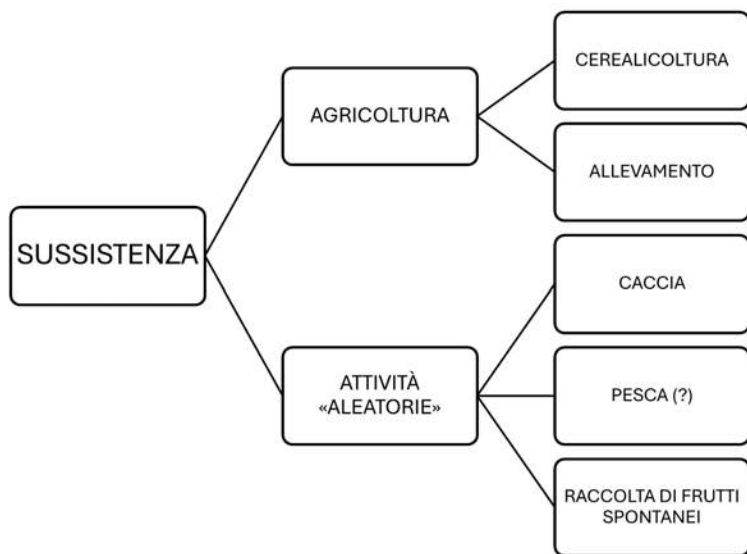 SUSSISTENZA
AGRICOLTURA
CEREALICOLTURA
ALLEVAMENTO
ATTIVITÀ
«ALEATORIE»
CACCIA
PESCA (?)
RACCOLTA DI FRUTTI
SPONTANEI